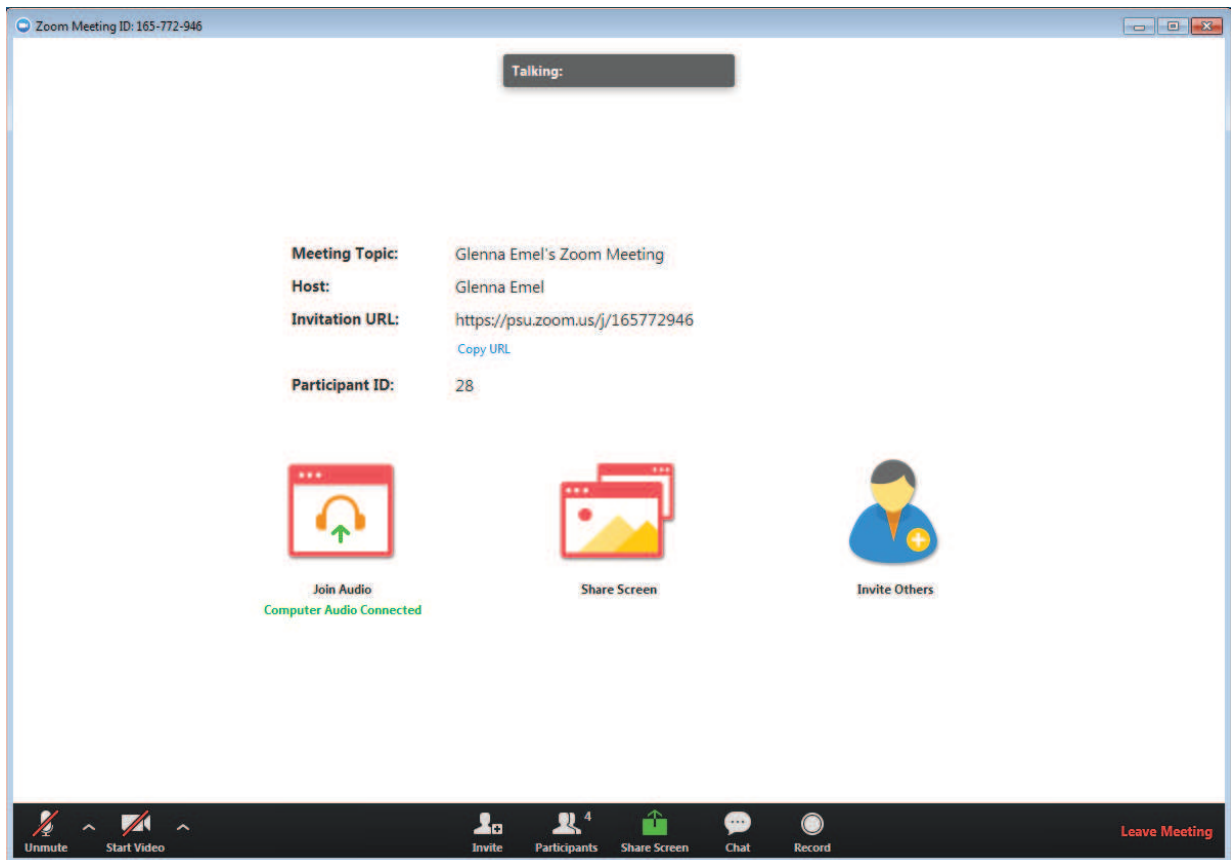 Zoom Meeting ID: 165-772-946
Talking:
Meeting Topic: Glenna Emel's Zoom Meeting
Host: Glenna Emel
Invitation URL: https://psu.zoom.us/j/165772946
Copy URL
Participant ID: 28
Join Audio Share Screen Invite Others
Computer Audio Connected
4
Unmute Start Video Invite Participants Share Screen Chat Record Leave Meeting